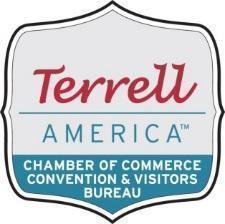 Terrell
AMERICA™
CHAMBER OF COMMERCE
CONVENTION & VISITORS
BUREAU